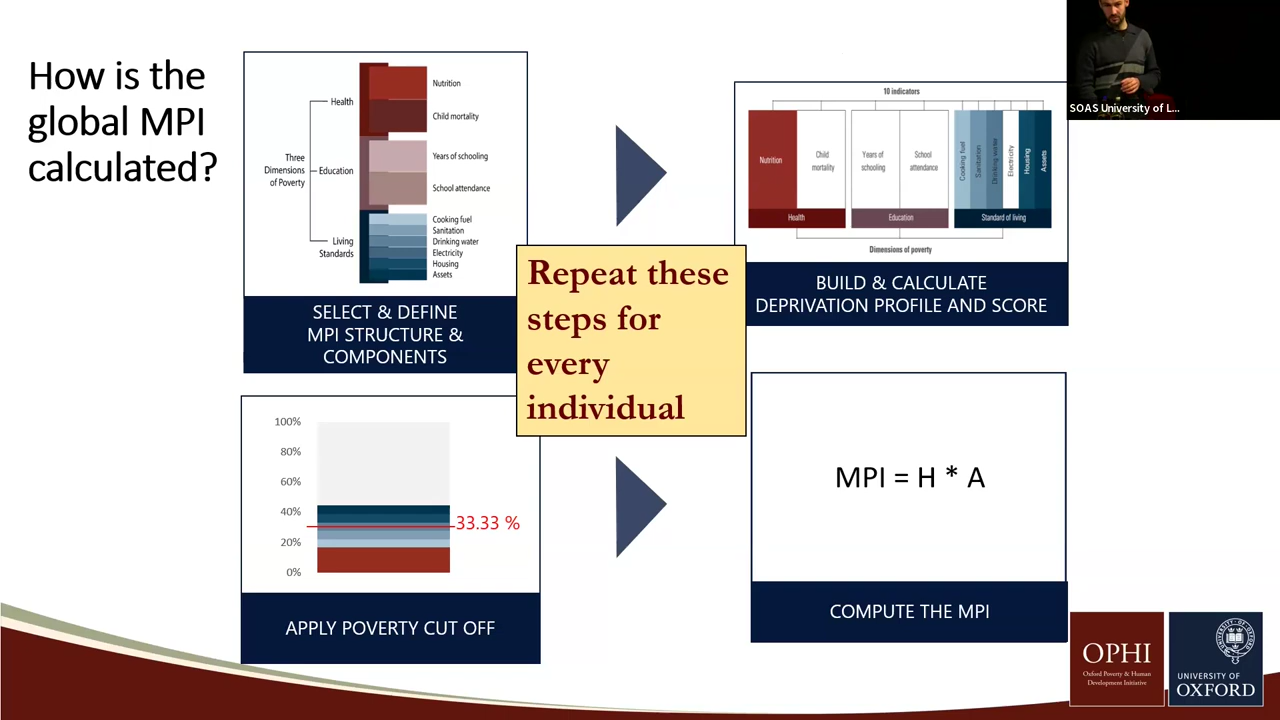 How is the
global MPI
calculated?
Three
Dimensions
of Poverty
Health
Education
Living
Standards
Nutrition
Child mortality
Years of schooling
School attendance
Cooking fuel
Sanitation
Drinking water
Electricity
Housing
Assets
SELECT & DEFINE
MPI STRUCTURE &
COMPONENTS
10 indicators
Nutrition
Child
mortality
Years of
schooling
School
attendance
Cooking fuel
Sanitation
Drinking water
Electricity
Housing
Assets
Health
Education
Standard of living
Dimensions of poverty
BUILD & CALCULATE
DEPRIVATION PROFILE AND SCORE
Repeat these
steps for
every
individual
100%
80%
60%
40%
20%
0%
33.33 %
APPLY POVERTY CUT OFF
MPI = H * A
COMPUTE THE MPI
SOAS University of L...
OPHI
Oxford Poverty & Human
Development Initiative
UNIVERSITY OF
OXFORD